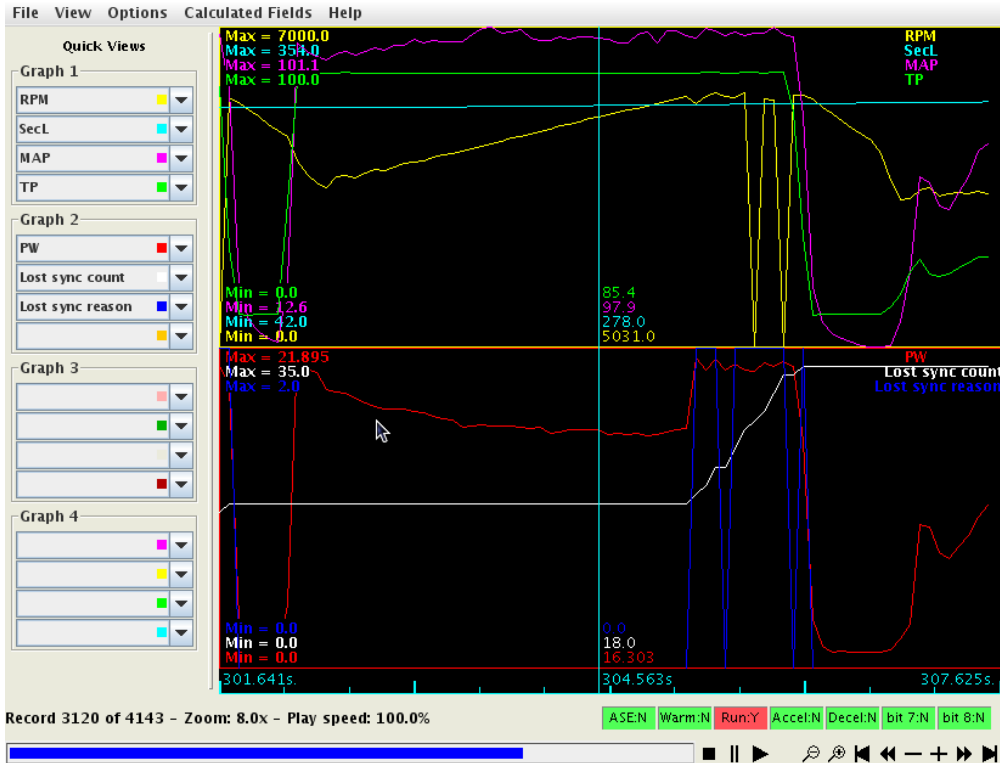 File View Options Calculated Fields Help
Quick Views
Graph 1
RPM
SecL
MAP
TP
Graph 2
PW
Lost sync count
Lost sync reason
Graph 3
Graph 4
Max = 7000.0
Max = 354.0
Max = 101.1
Max = 100.0
RPM
SecL
MAP
TP
Min = 0.0
Min = 12.6
Min = 42.0
Min = 0.0
85.4
97.9
278.0
5031.0
Max = 21.895
Max = 35.0
Max = 2.0
PW
Lost sync count
Lost sync reason
Min = 0.0
Min = 0.0
Min = 0.0
0.0
18.0
16.303
301.641s. 304.563s 307.625s.
Record 3120 of 4143 - Zoom: 8.0x - Play speed: 100.0%
ASE:N Warm:N Run:Y Accel:N Decel:N bit 7:N bit 8:N